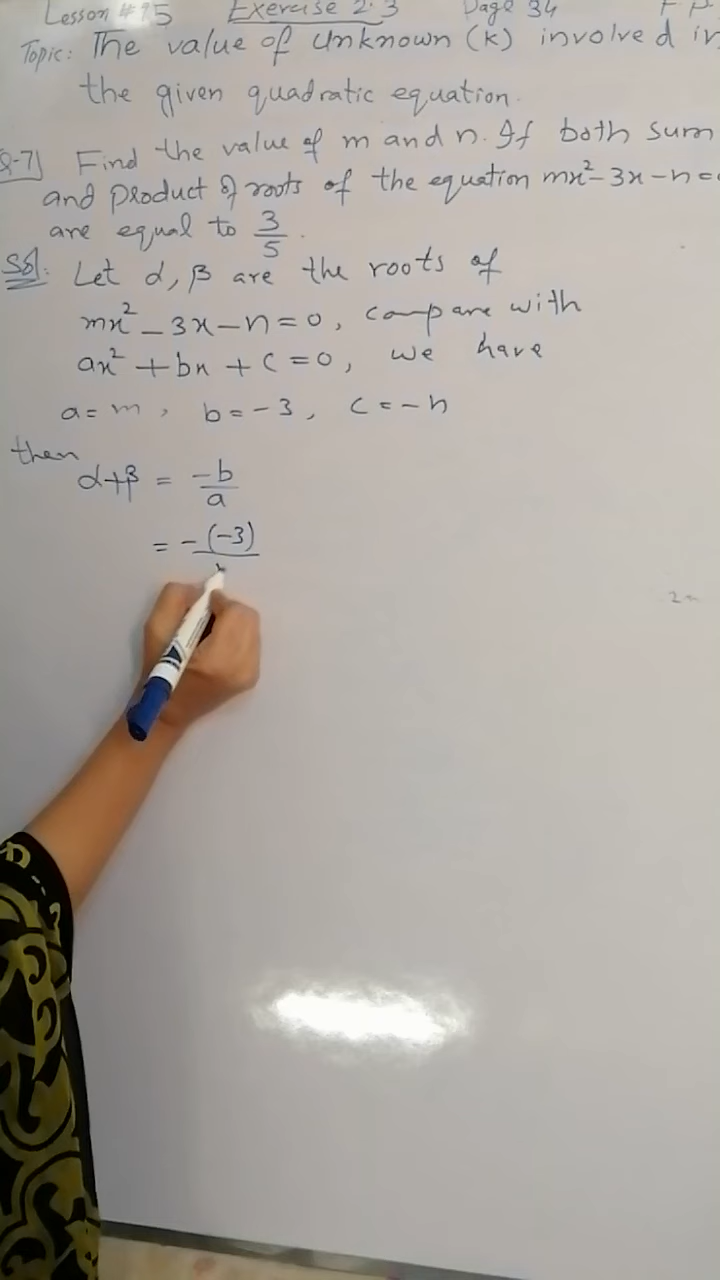 Lesson # 15 Exercise 2.3 Page 34
Topic: The value of Unknown (K) involved in
the given quadratic equation.
Q-7] Find the value of m and n. If both sum
and product of roots of the equation mx² - 3x - n =
are equal to 3/5.
Sol: Let α, β are the roots of
mx² - 3x - n = 0, compare with
ax² + bx + c = 0, we have
a = m, b = -3, c = -n
then
α+β = -b/a
= -(-3)/